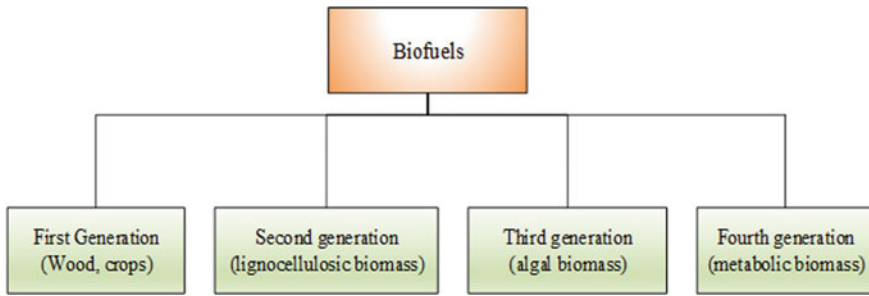 Biofuels
First Generation
(Wood, crops)
Second generation
(lignocellulosic biomass)
Third generation
(algal biomass)
Fourth generation
(metabolic biomass)